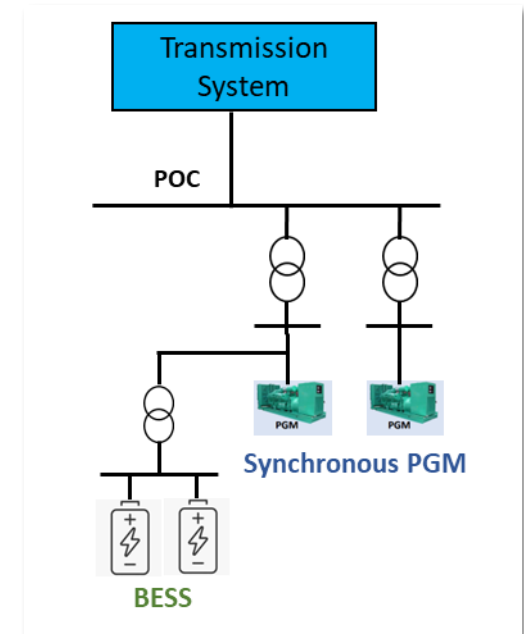 Transmission
System
POC
PGM
PGM
Synchronous PGM
+
−
+
−
BESS